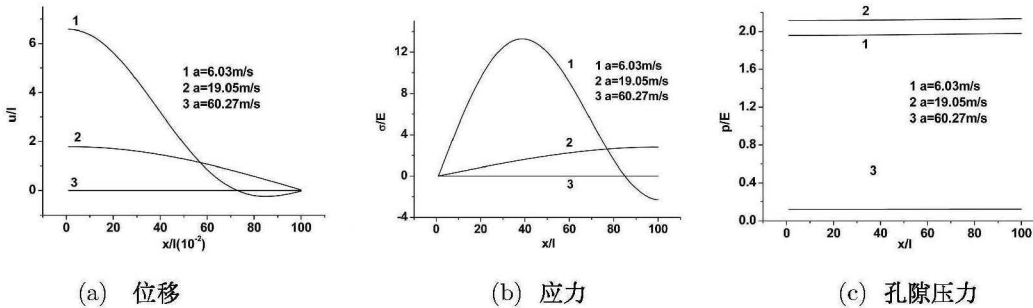 6
4
2
0
u/l
1
2
3
1 a=6.03m/s
2 a=19.05m/s
3 a=60.27m/s
0 20 40 60 80 100
x/l(10⁻²)
(a) 位移
12
8
4
0
-4
σ/E
1
2
3
1 a=6.03m/s
2 a=19.05m/s
3 a=60.27m/s
0 20 40 60 80 100
x/l
(b) 应力
2.0
1.6
1.2
0.8
0.4
0.0
p/E
2
1
3
1 a=6.03m/s
2 a=19.05m/s
3 a=60.27m/s
0 20 40 60 80 100
x/l
(c) 孔隙压力